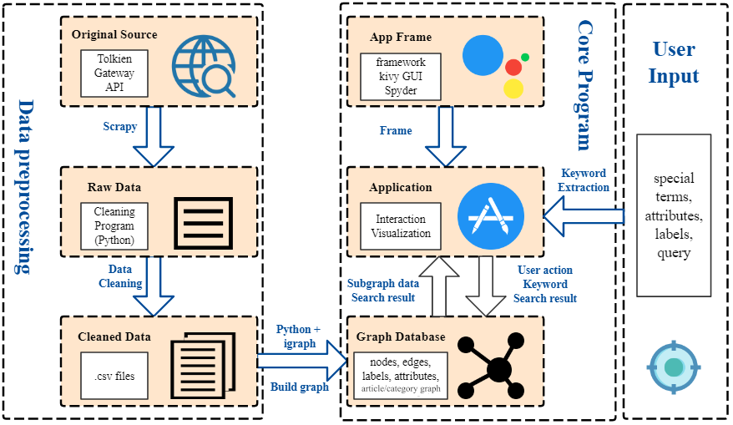 Data preprocessing
Original Source
Tolkien
Gateway
API
Scrapy
Raw Data
Cleaning
Program
(Python)
Data
Cleaning
Cleaned Data
.csv files
Python +
igraph
Build graph
Core Program
App Frame
framework
kivy GUI
Spyder
Frame
Application
Interaction
Visualization
Subgraph data
Search result
User action
Keyword
Search result
Graph Database
nodes, edges,
labels, attributes,
article/category graph
Keyword
Extraction
User
Input
special
terms,
attributes,
labels,
query